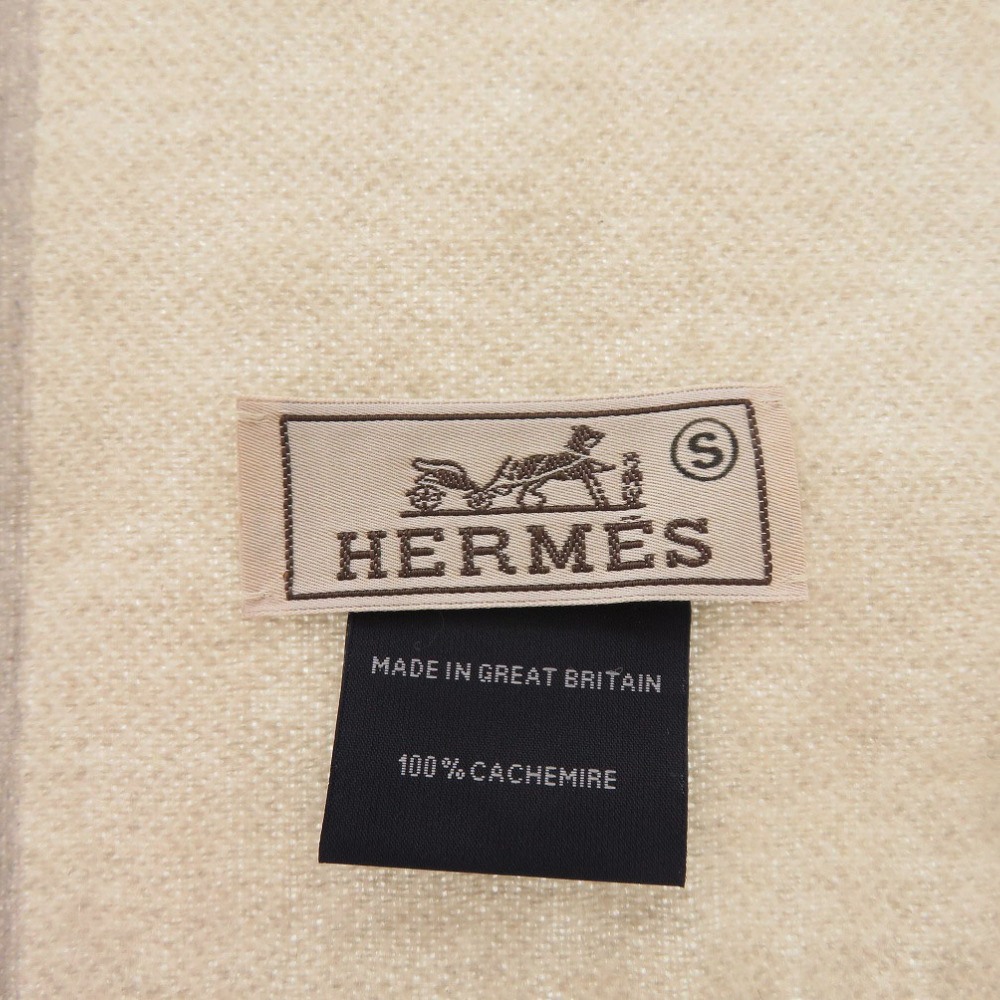 S
HERMÈS
MADE IN GREAT BRITAIN
100% CACHEMIRE